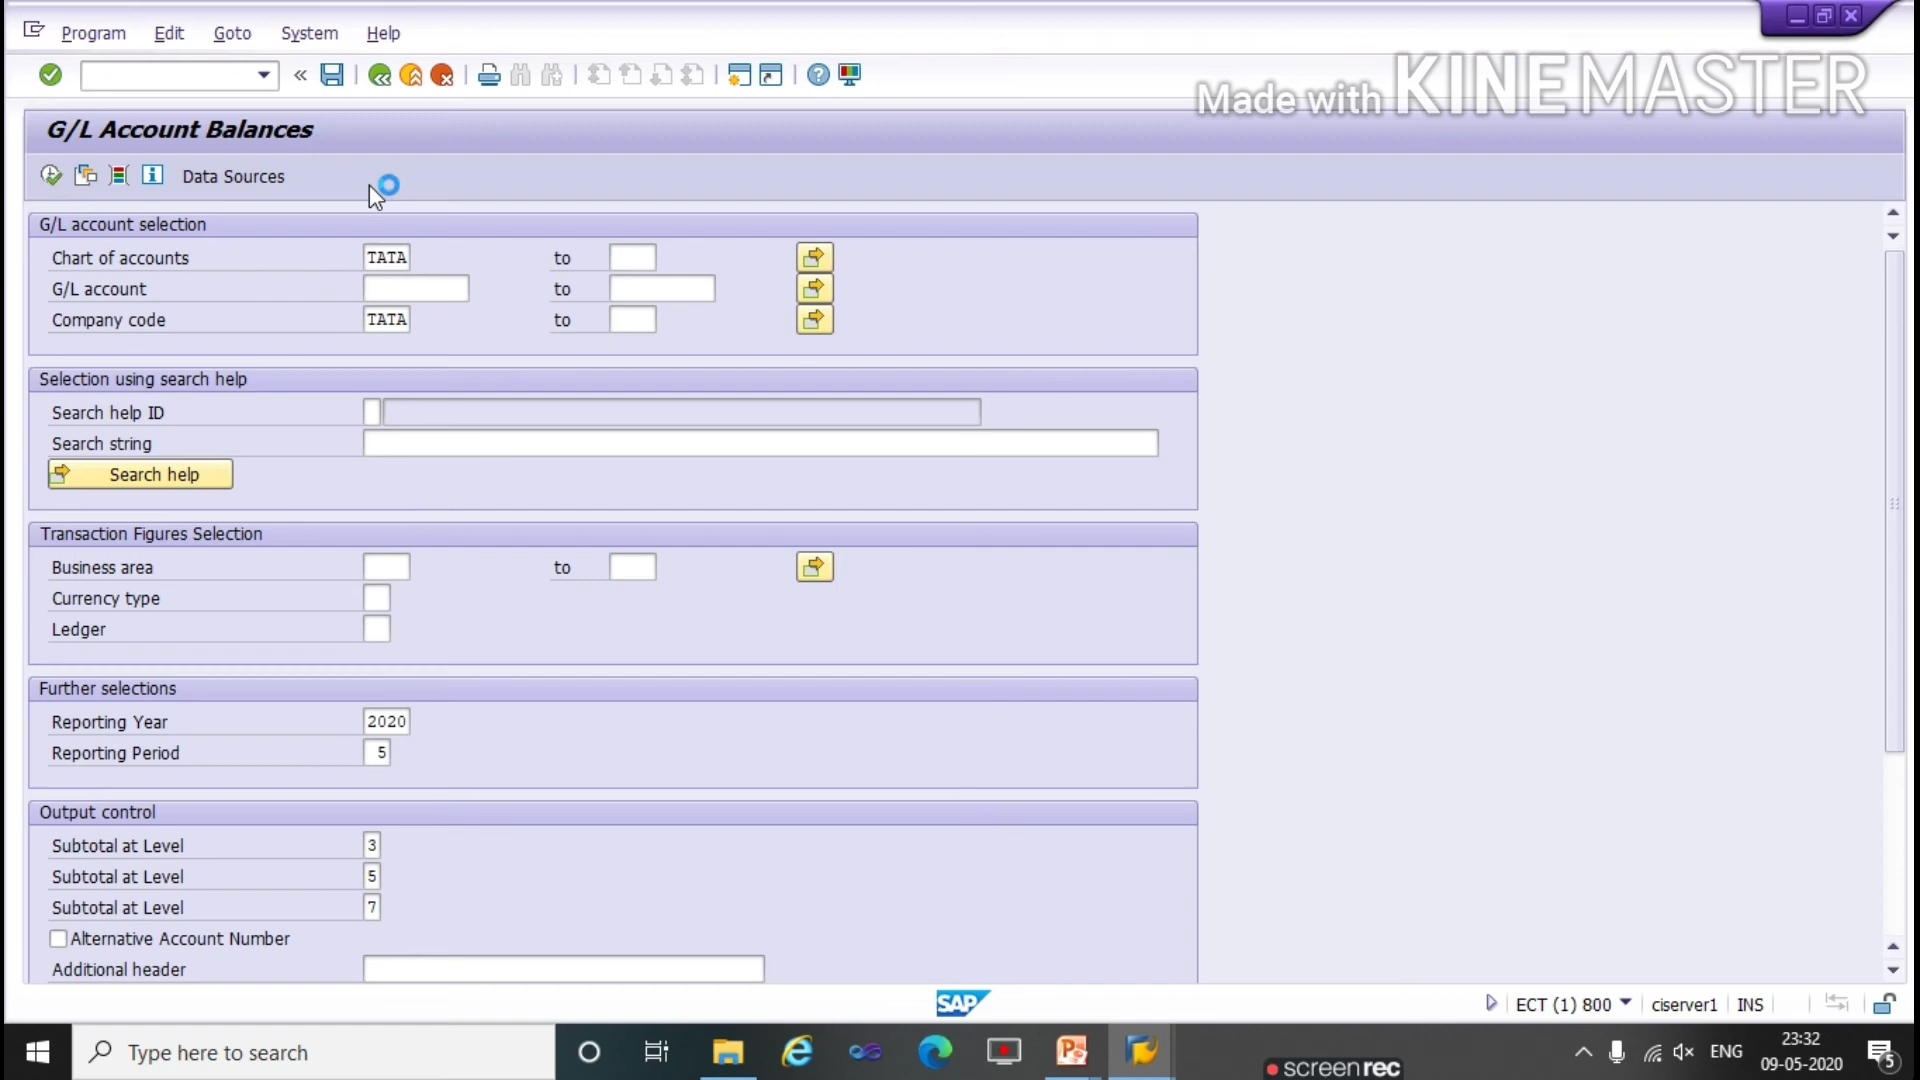 Program Edit Goto System Help
Made with KINEMASTER
G/L Account Balances
Data Sources
G/L account selection
Chart of accounts TATA to
G/L account to
Company code TATA to
Selection using search help
Search help ID
Search string
Search help
Transaction Figures Selection
Business area to
Currency type
Ledger
Further selections
Reporting Year 2020
Reporting Period 5
Output control
Subtotal at Level 3
Subtotal at Level 5
Subtotal at Level 7
Alternative Account Number
Additional header
SAP ECT (1) 800 ciserver1 INS
Type here to search
screenrec
ENG
23:32
09-05-2020
5